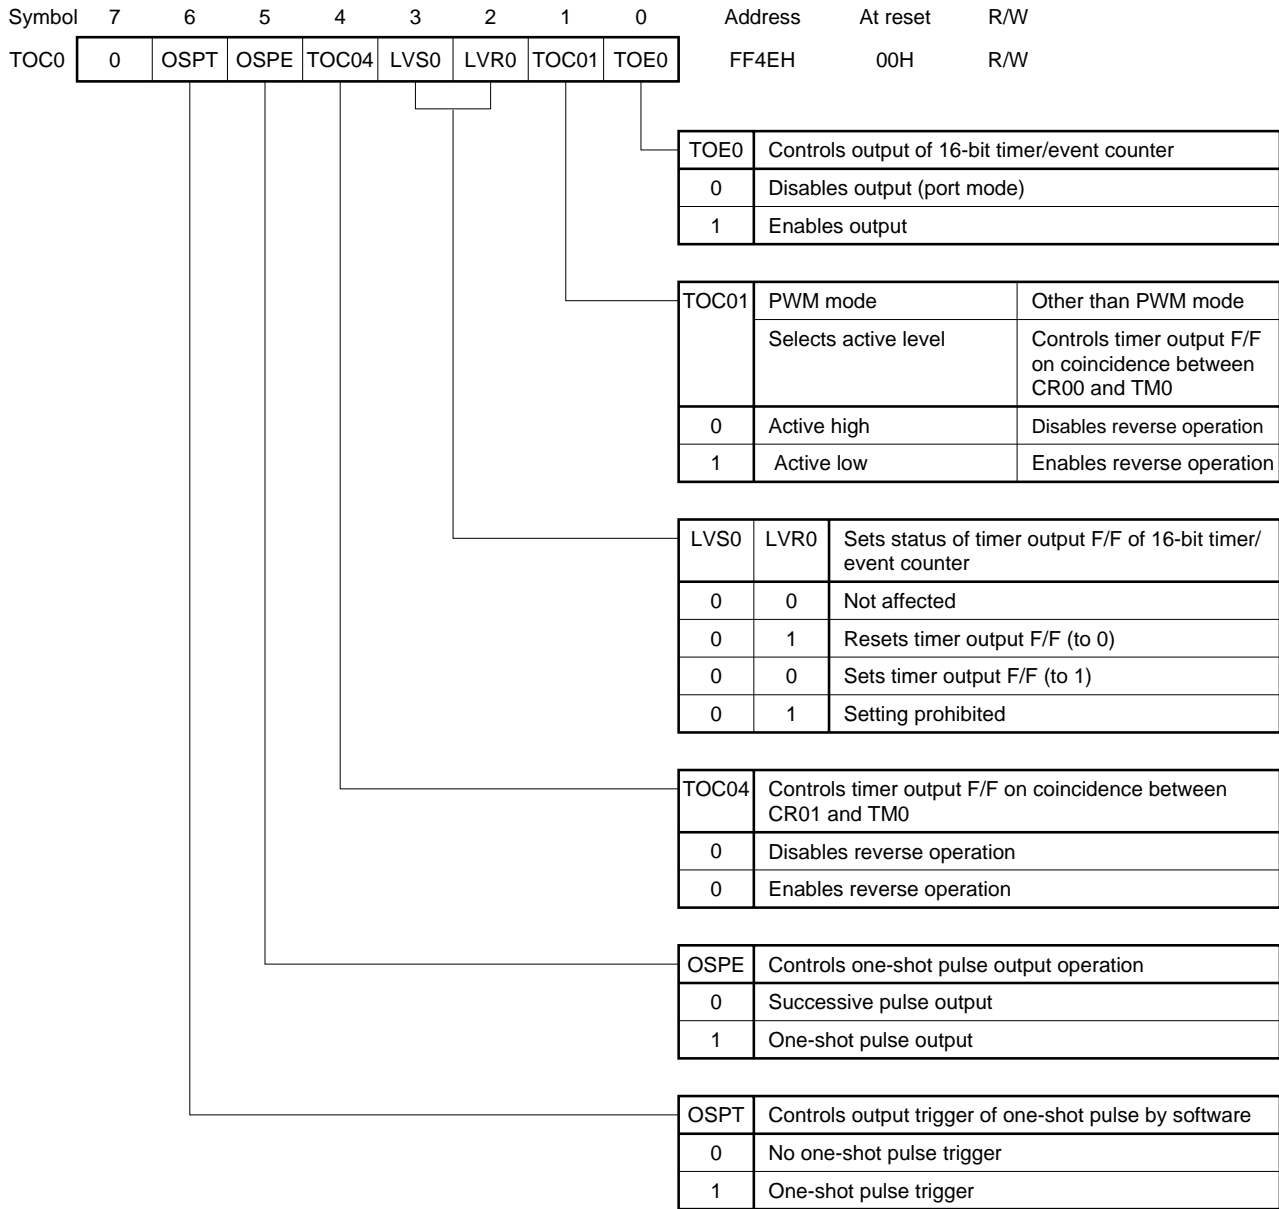 Symbol 7 6 5 4 3 2 1 0 Address At reset R/W
TOC0 0 OSPT OSPE TOC04 LVS0 LVR0 TOC01 TOE0 FF4EH 00H R/W
TOE0 Controls output of 16-bit timer/event counter
0 Disables output (port mode)
1 Enables output
TOC01 PWM mode Other than PWM mode
Selects active level Controls timer output F/F
on coincidence between
CR00 and TM0
0 Active high Disables reverse operation
1 Active low Enables reverse operation
LVS0 LVR0 Sets status of timer output F/F of 16-bit timer/
event counter
0 0 Not affected
0 1 Resets timer output F/F (to 0)
0 0 Sets timer output F/F (to 1)
0 1 Setting prohibited
TOC04 Controls timer output F/F on coincidence between
CR01 and TM0
0 Disables reverse operation
0 Enables reverse operation
OSPE Controls one-shot pulse output operation
0 Successive pulse output
1 One-shot pulse output
OSPT Controls output trigger of one-shot pulse by software
0 No one-shot pulse trigger
1 One-shot pulse trigger